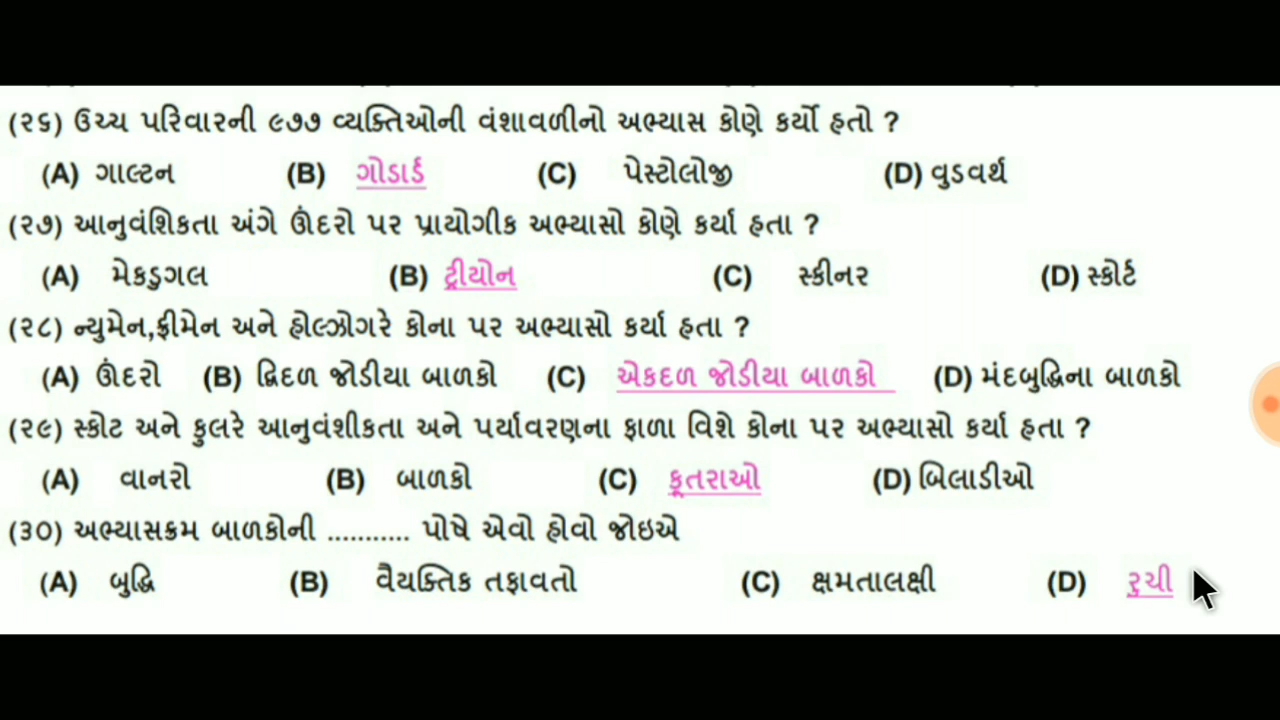 (૨૬) ઉચ્ચ પરિવારની ૯૭૭ વ્યક્તિઓની વંશાવળીનો અભ્યાસ કોણે કર્યો હતો ?
(A) ગાલ્ટન (B) ગોડાર્ડ (C) પેસ્ટોલોજી (D) વુડવર્થ
(૨૭) આનુવંશિકતા અંગે ઊંદરો પર પ્રાયોગીક અભ્યાસો કોણે કર્યા હતા ?
(A) મેકડુગલ (B) ટ્રીયોન (C) સ્કીનર (D) સ્કોર્ટ
(૨૮) ન્યુમેન,ફ્રીમેન અને હોલ્ઝોગરે કોના પર અભ્યાસો કર્યા હતા ?
(A) ઊંદરો (B) દ્વિદળ જોડીયા બાળકો (C) એકદળ જોડીયા બાળકો (D) મંદબુદ્ધિના બાળકો
(૨૯) સ્કોટ અને ફુલરે આનુવંશીકતા અને પર્યાવરણના ફાળા વિશે કોના પર અભ્યાસો કર્યા હતા ?
(A) વાનરો (B) બાળકો (C) કૂતરાઓ (D) બિલાડીઓ
(૩૦) અભ્યાસક્રમ બાળકોની ........... પોષે એવો હોવો જોઇએ
(A) બુદ્ધિ (B) વૈયક્તિક તફાવતો (C) ક્ષમતાલક્ષી (D) રુચી